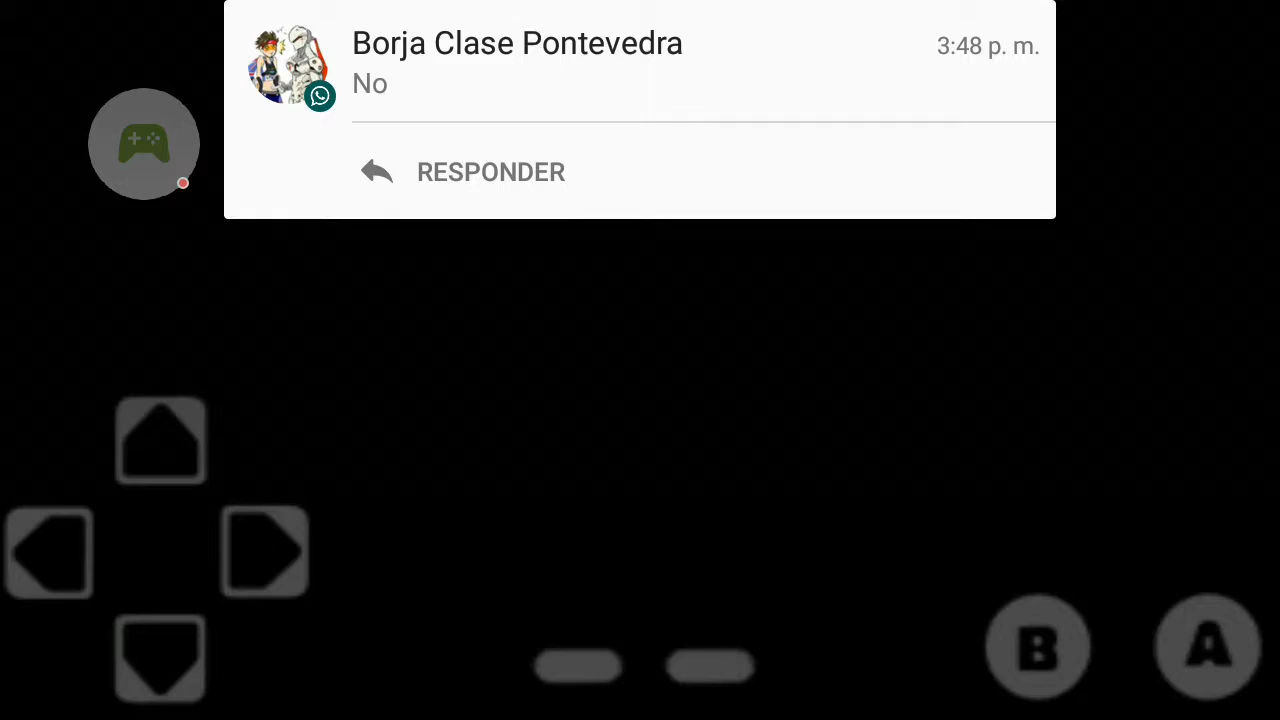 Borja Clase Pontevedra
3:48 p. m.
No
RESPONDER
B
A